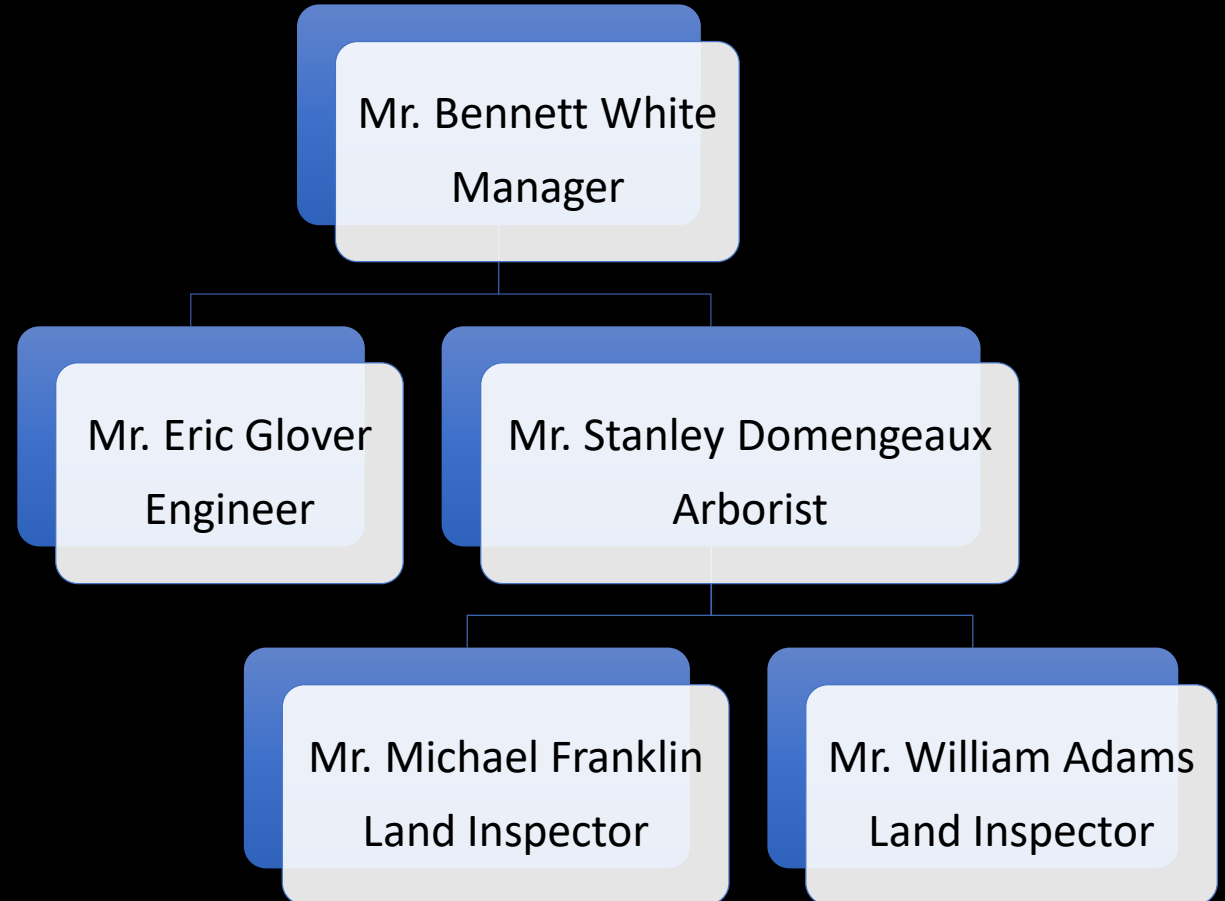 Mr. Bennett White
Manager
Mr. Eric Glover
Engineer
Mr. Stanley Domengeaux
Arborist
Mr. Michael Franklin
Land Inspector
Mr. William Adams
Land Inspector